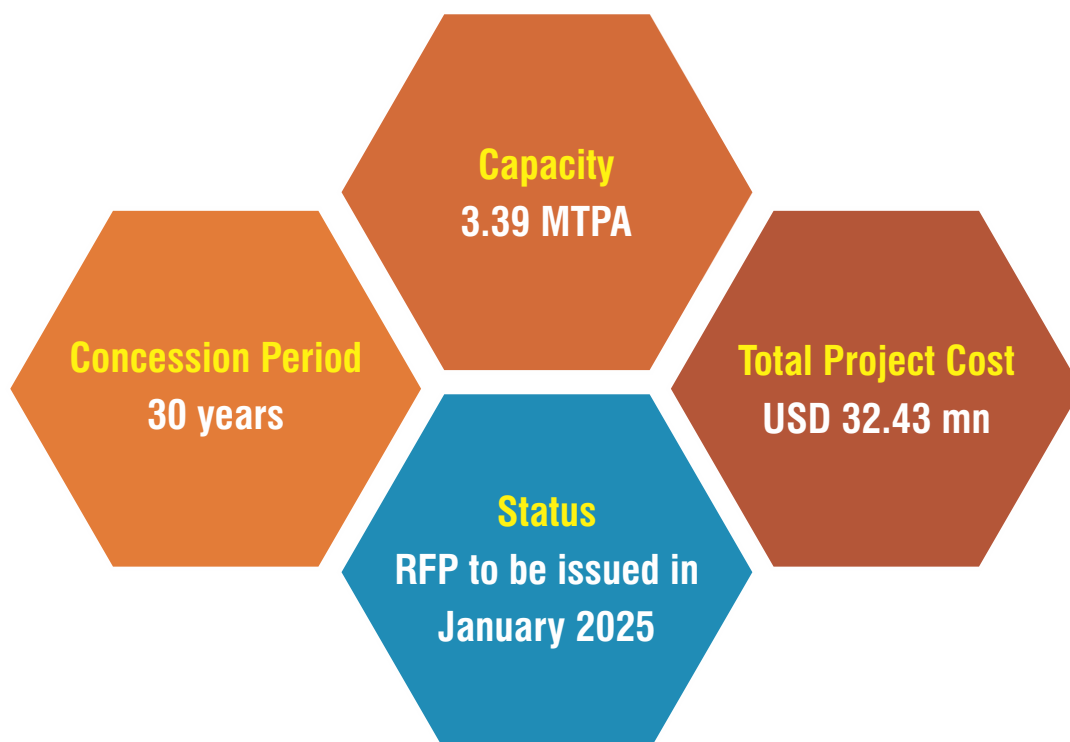 Capacity
3.39 MTPA
Concession Period
30 years
Total Project Cost
USD 32.43 mn
Status
RFP to be issued in
January 2025